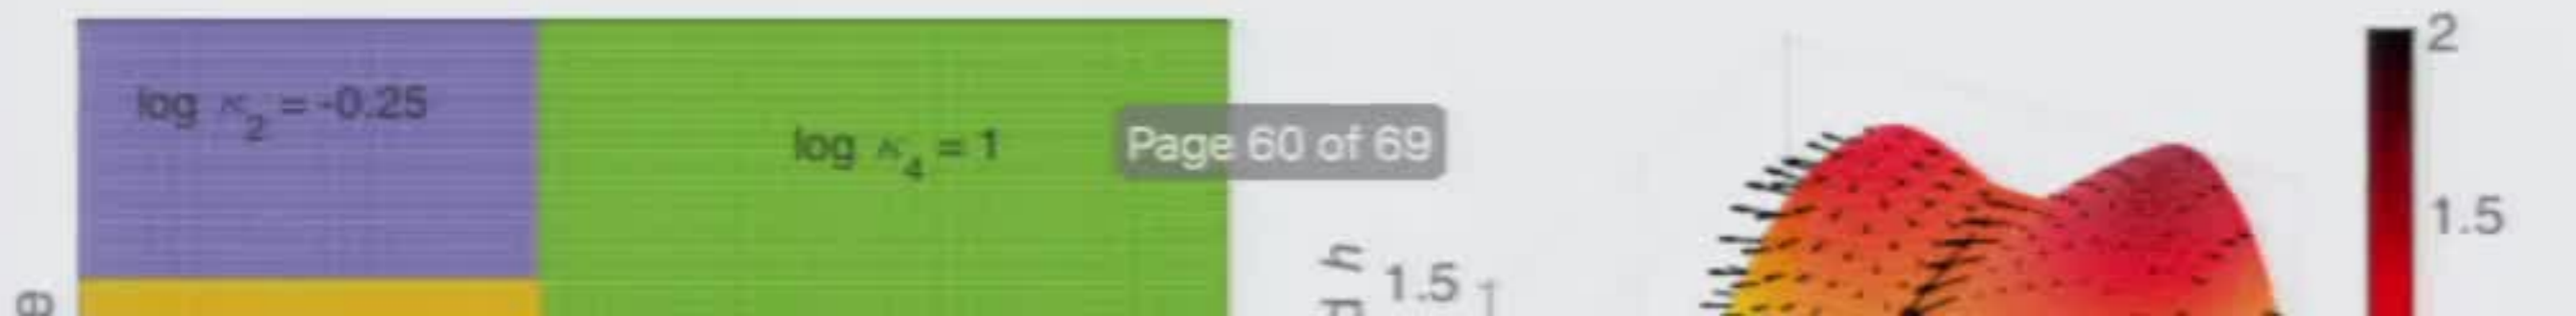 log κ₂ = -0.25
log κ₄ = 1
Page 60 of 69
h
1.5
2
1.5